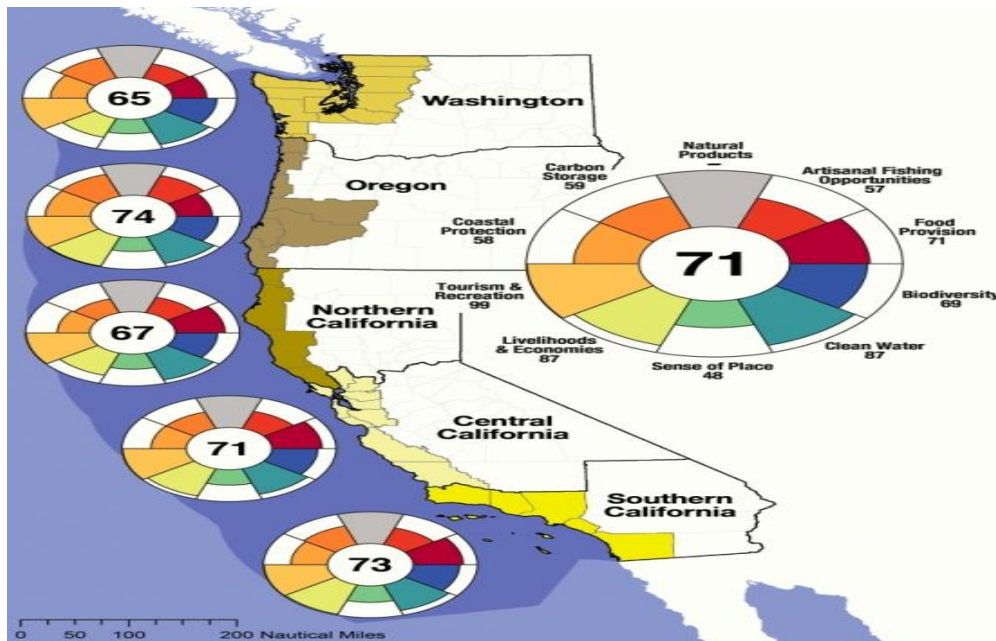 65
Washington
Natural
Products
–
Carbon
Storage
59
Artisanal Fishing
Opportunities
57
74
Oregon
Coastal
Protection
58
71
Food
Provision
71
Tourism &
Recreation
99
Biodiversity
69
67
Northern
California
Livelihoods
& Economies
87
Sense of Place
48
Clean Water
87
71
Central
California
Southern
California
73
0 50 100 200 Nautical Miles